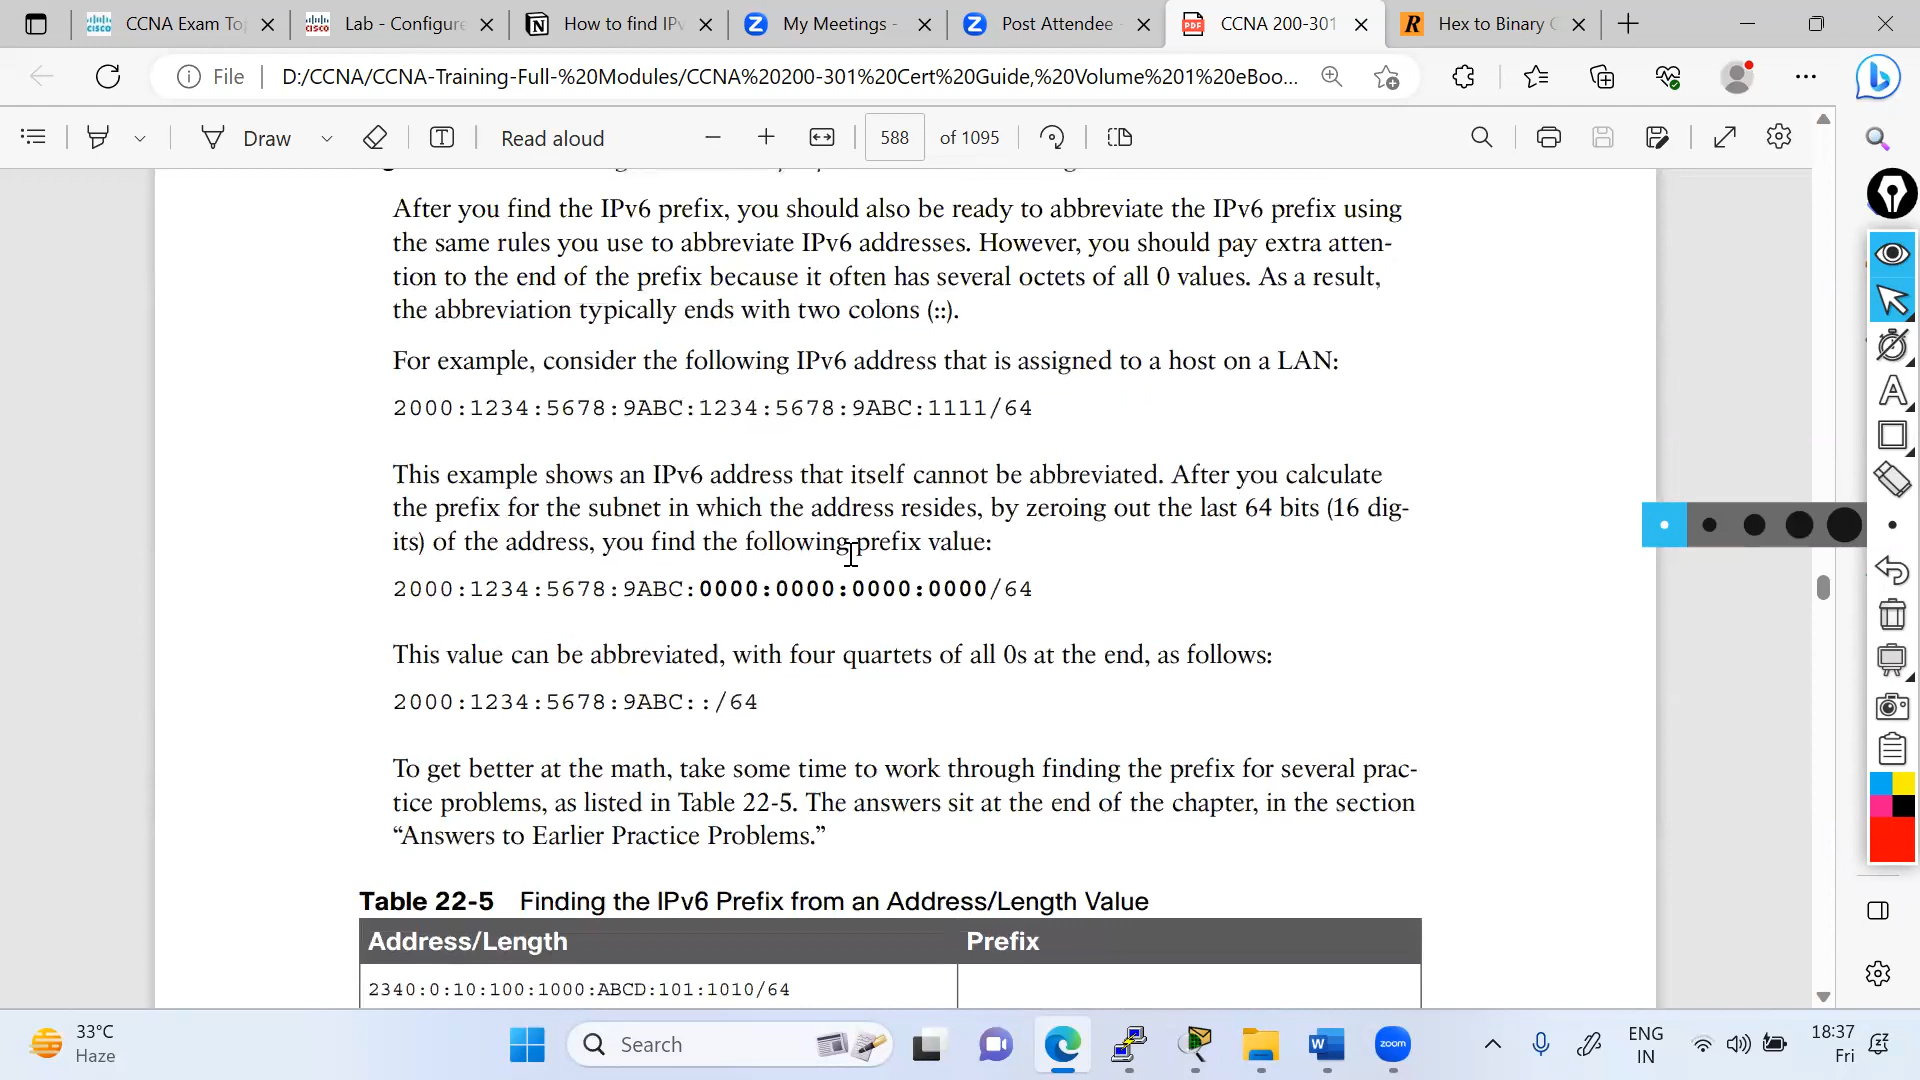 CCNA Exam To
Lab - Configure
How to find IPv
My Meetings -
Post Attendee -
CCNA 200-301
Hex to Binary C
File
D:/CCNA/CCNA-Training-Full-%20Modules/CCNA%20200-301%20Cert%20Guide,%20Volume%201%20eBoo...
Draw
Read aloud
588
of 1095
After you find the IPv6 prefix, you should also be ready to abbreviate the IPv6 prefix using
the same rules you use to abbreviate IPv6 addresses. However, you should pay extra atten-
tion to the end of the prefix because it often has several octets of all 0 values. As a result,
the abbreviation typically ends with two colons (::).
For example, consider the following IPv6 address that is assigned to a host on a LAN:
2000:1234:5678:9ABC:1234:5678:9ABC:1111/64
This example shows an IPv6 address that itself cannot be abbreviated. After you calculate
the prefix for the subnet in which the address resides, by zeroing out the last 64 bits (16 dig-
its) of the address, you find the following prefix value:
2000:1234:5678:9ABC:0000:0000:0000:0000/64
This value can be abbreviated, with four quartets of all 0s at the end, as follows:
2000:1234:5678:9ABC::/64
To get better at the math, take some time to work through finding the prefix for several prac-
tice problems, as listed in Table 22-5. The answers sit at the end of the chapter, in the section
“Answers to Earlier Practice Problems.”
Table 22-5 Finding the IPv6 Prefix from an Address/Length Value
Address/Length
Prefix
2340:0:10:100:1000:ABCD:101:1010/64
33°C
Haze
Search
zoom
ENG
IN
18:37
Fri